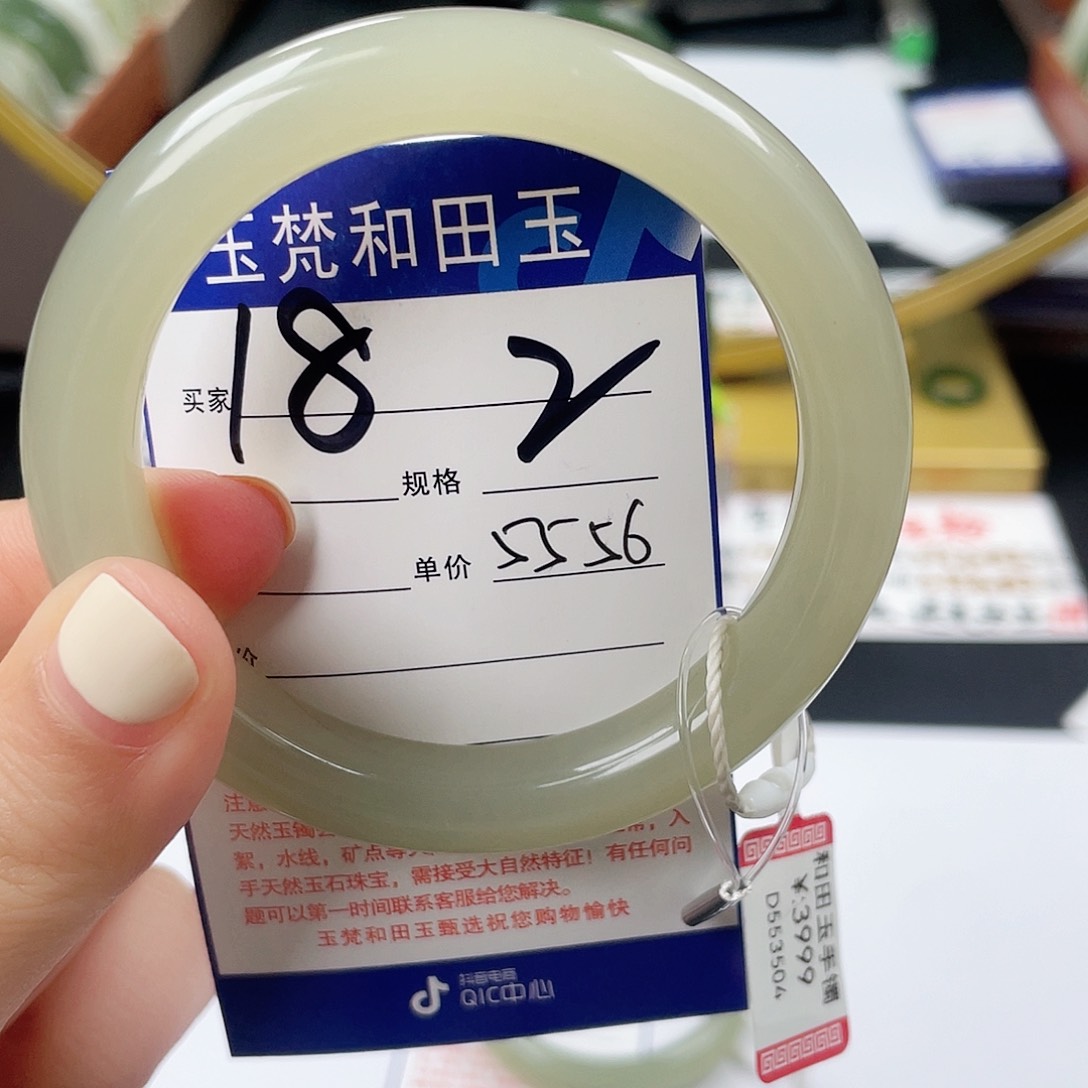 玉梵和田玉
买家 18 2
规格
单价 5556
注意
天然玉镯
絮，水线，矿点等
手天然玉石珠宝，需接受大自然特征！有任何问
题可以第一时间联系客服给您解决。
玉梵和田玉甄选祝您购物愉快
抖音电商
QIC中心
和田玉手镯
¥:3999
D553504